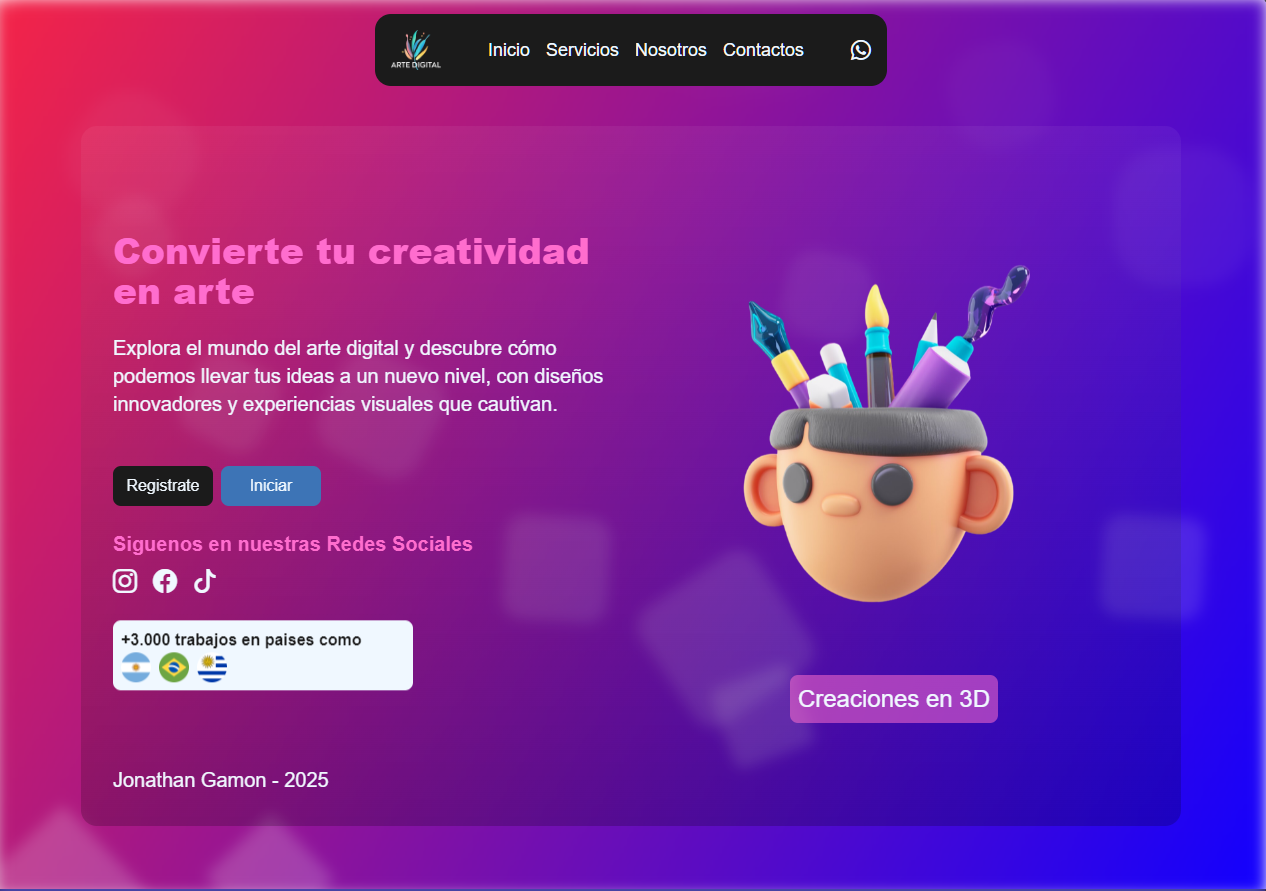 ARTE DIGITAL
Inicio Servicios Nosotros Contactos
Convierte tu creatividad
en arte
Explora el mundo del arte digital y descubre cómo
podemos llevar tus ideas a un nuevo nivel, con diseños
innovadores y experiencias visuales que cautivan.
Registrate Iniciar
Siguenos en nuestras Redes Sociales
+3.000 trabajos en paises como
Creaciones en 3D
Jonathan Gamon - 2025